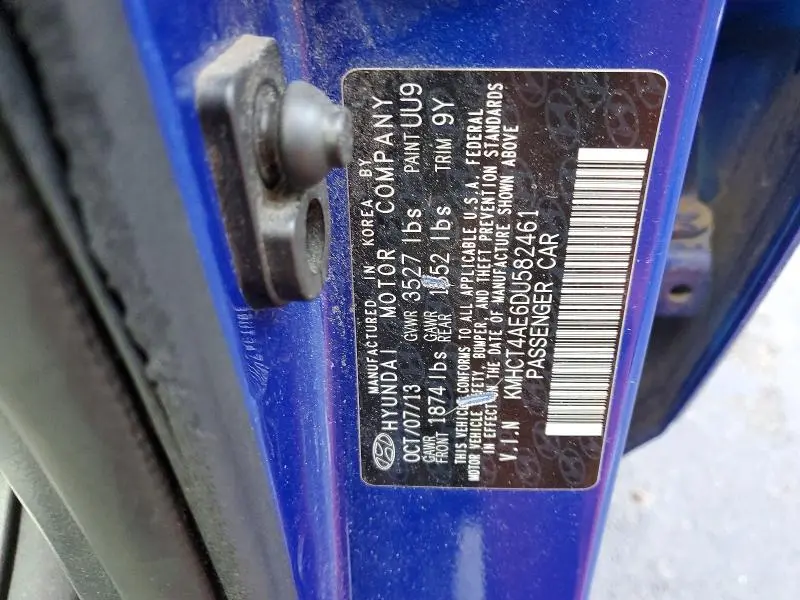 MANUFACTURED IN KOREA BY
HYUNDAI MOTOR COMPANY
OCT/07/13 GVWR 3527 lbs PAINT UU9
GAWR FRONT 1874 lbs GAWR REAR lbs TRIM 9Y
THIS VEHICLE CONFORMS TO ALL APPLICABLE U.S.A. FEDERAL
MOTOR VEHICLE SAFETY, BUMPER, AND THEFT PREVENTION STANDARDS
IN EFFECT ON THE DATE OF MANUFACTURE SHOWN ABOVE
V.I.N KMHCT4AE6DU582461
PASSENGER CAR